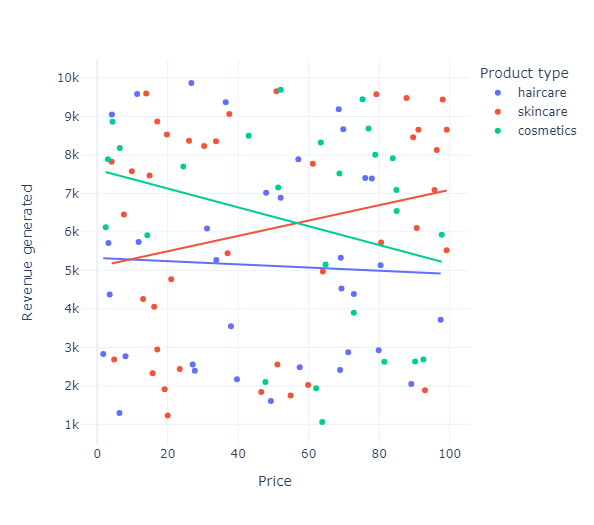 Product type
haircare
skincare
cosmetics
10k
9k
8k
7k
6k
5k
4k
3k
2k
1k
Revenue generated
0
20
40
60
80
100
Price